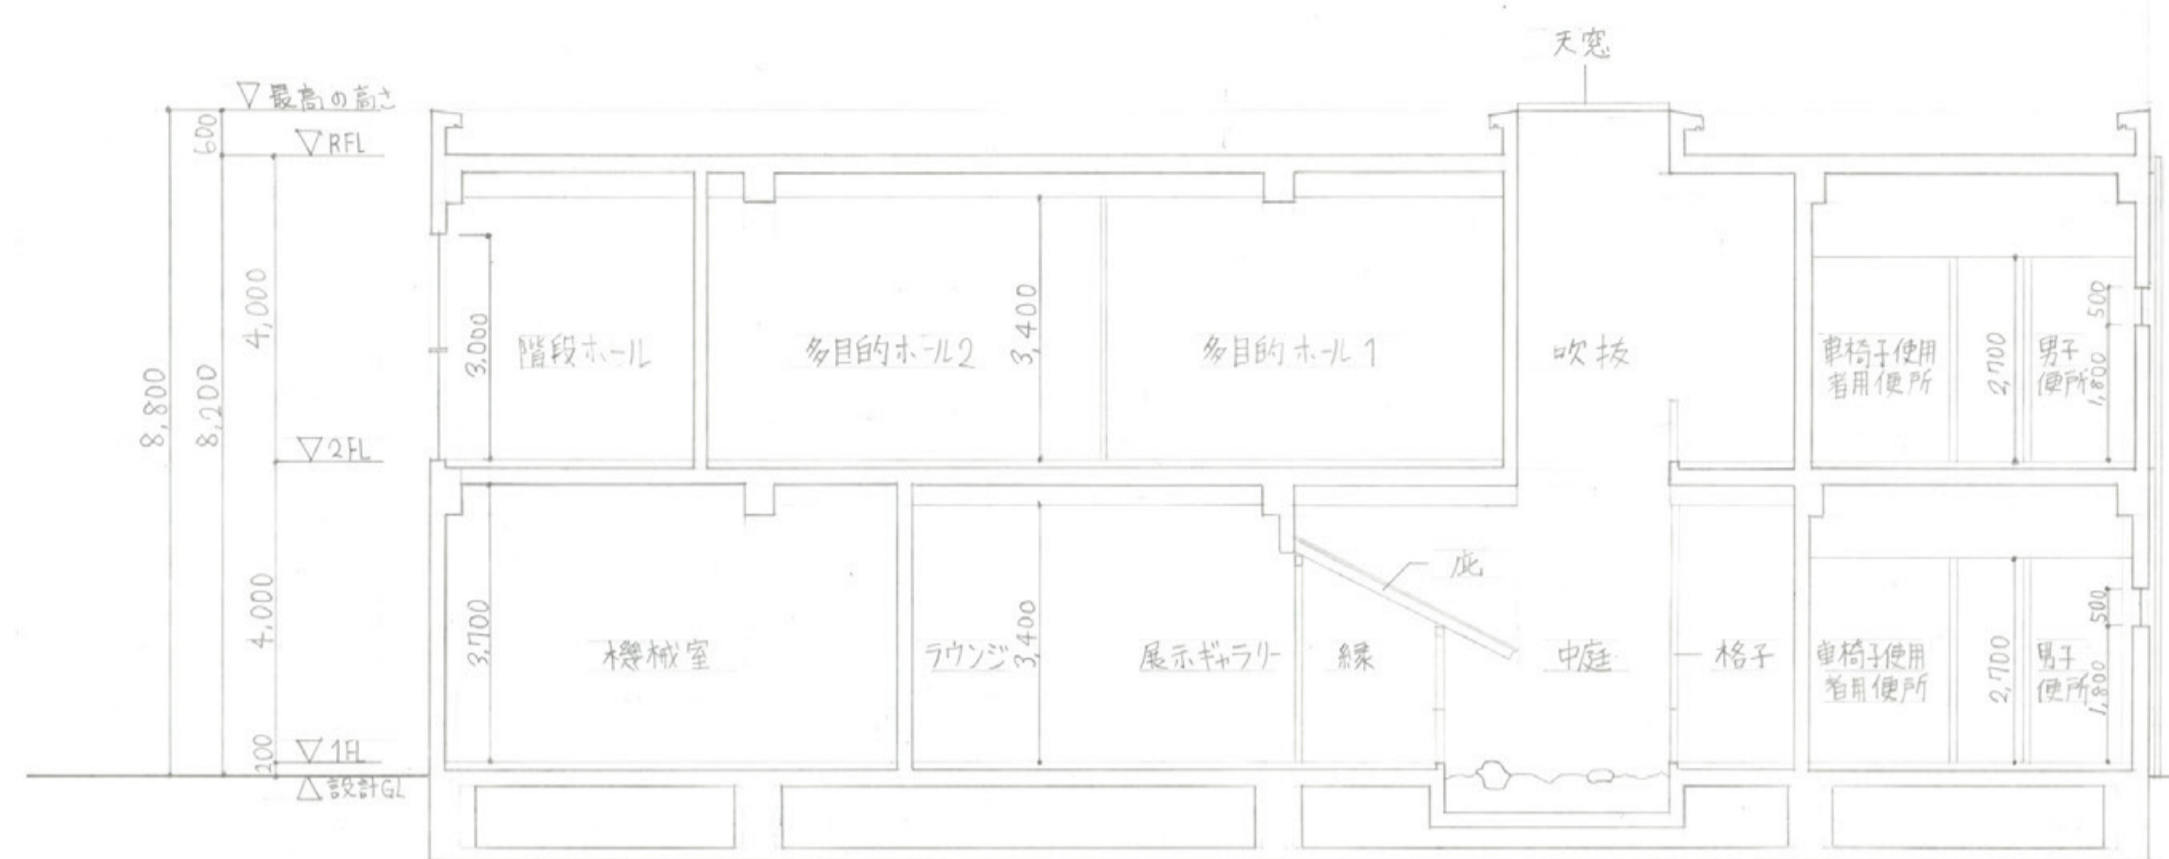 天窓
▽最高の高さ
600
▽RFL
4,000
8,800
8,200
3,000
階段ホール
多目的ホール2
3,400
多目的ホール1
吹抜
車椅子使用
者用便所
2,700
男子
便所
500
1,800
▽2FL
4,000
3,700
機械室
ラウンジ
3,400
展示ギャラリー
縁
庇
中庭
格子
車椅子使用
者用便所
2,700
男子
便所
500
1,800
200
▽1FL
△設計GL